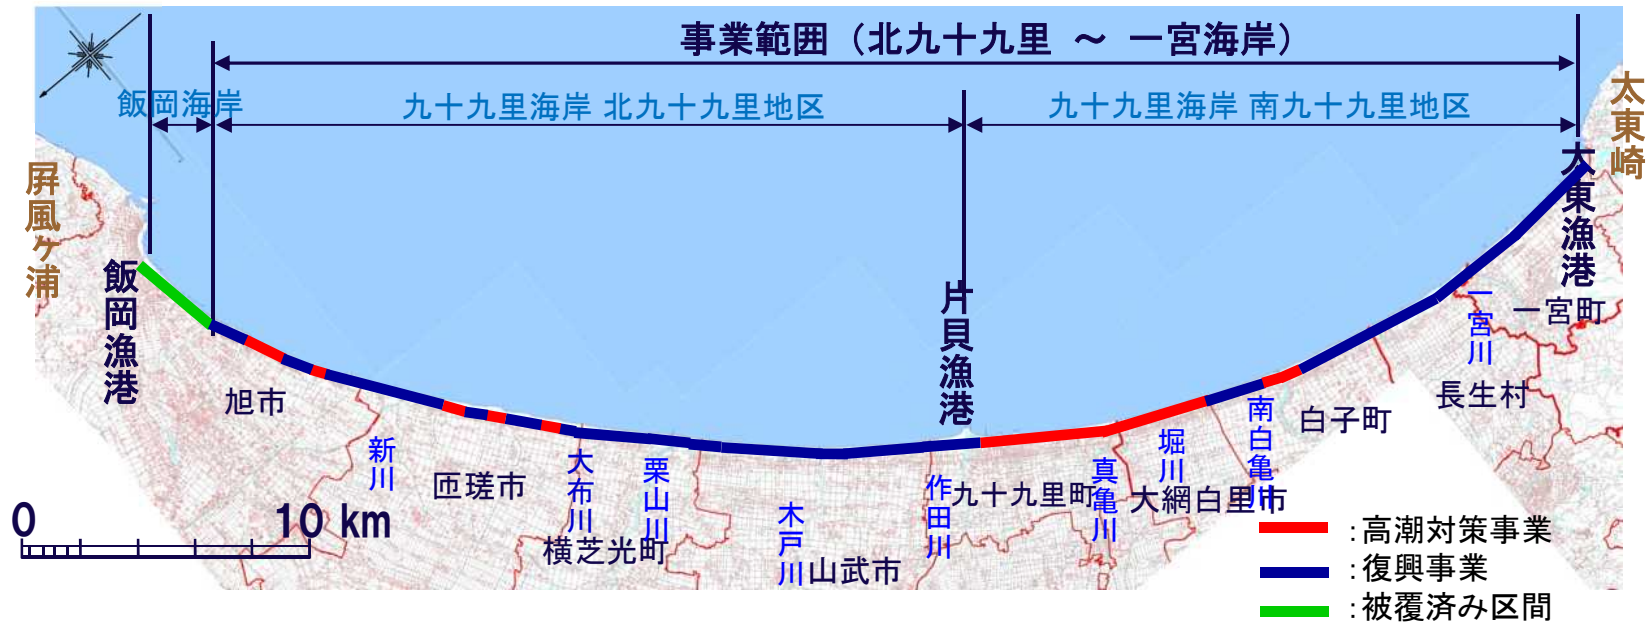 事業範囲（北九十九里 ～ 一宮海岸）
飯岡海岸
九十九里海岸 北九十九里地区
九十九里海岸 南九十九里地区
太東崎
屛風ヶ浦
飯岡漁港
片貝漁港
太東漁港
一宮町
一宮川
長生村
白子町
南白亀川
堀川
大網白里市
真亀川
九十九里町
作田川
山武市
木戸川
栗山川
横芝光町
大布川
匝瑳市
新川
旭市
0 10 km
：高潮対策事業
：復興事業
：被覆済み区間